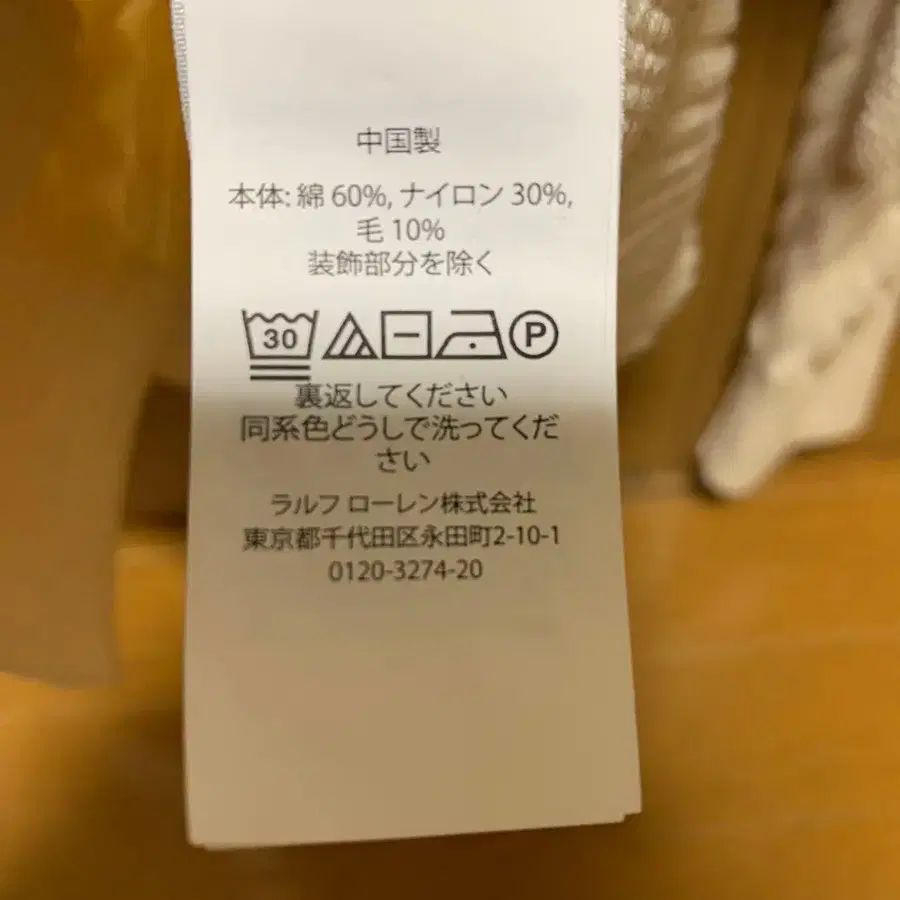 中国製
本体: 綿 60%, ナイロン 30%,
毛 10%
装飾部分を除く
30 P
裏返してください
同系色どうしで洗ってくだ
さい
ラルフ ローレン株式会社
東京都千代田区永田町2-10-1
0120-3274-20